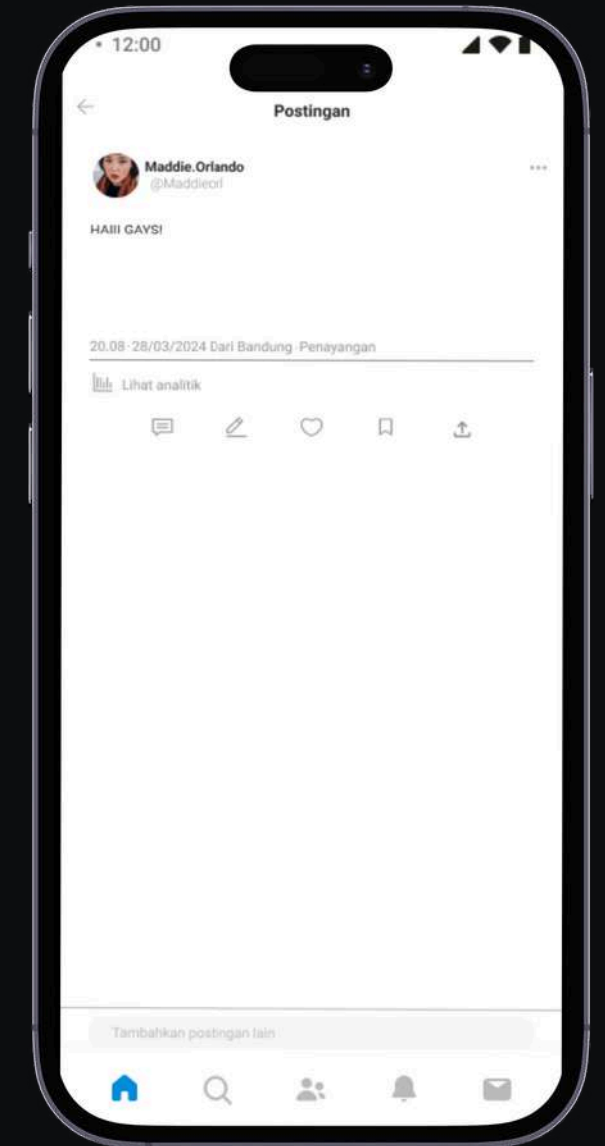 12:00
Postingan
Maddie.Orlando
@Maddieorl
HAIII GAYS!
20.08-28/03/2024 Dari Bandung Penayangan
Lihat analitik
Tambahkan postingan lain